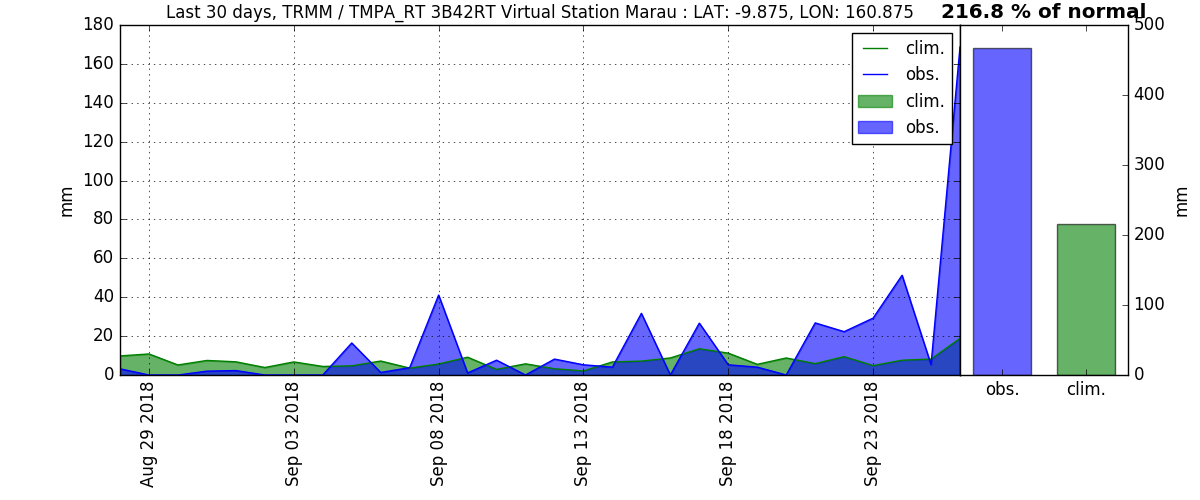 Last 30 days, TRMM / TMPA_RT 3B42RT Virtual Station Marau : LAT: -9.875, LON: 160.875
216.8 % of normal
180
160
140
120
100
80
60
40
20
0
mm
clim.
obs.
clim.
obs.
Aug 29 2018
Sep 03 2018
Sep 08 2018
Sep 13 2018
Sep 18 2018
Sep 23 2018
500
400
300
200
100
0
mm
obs.
clim.